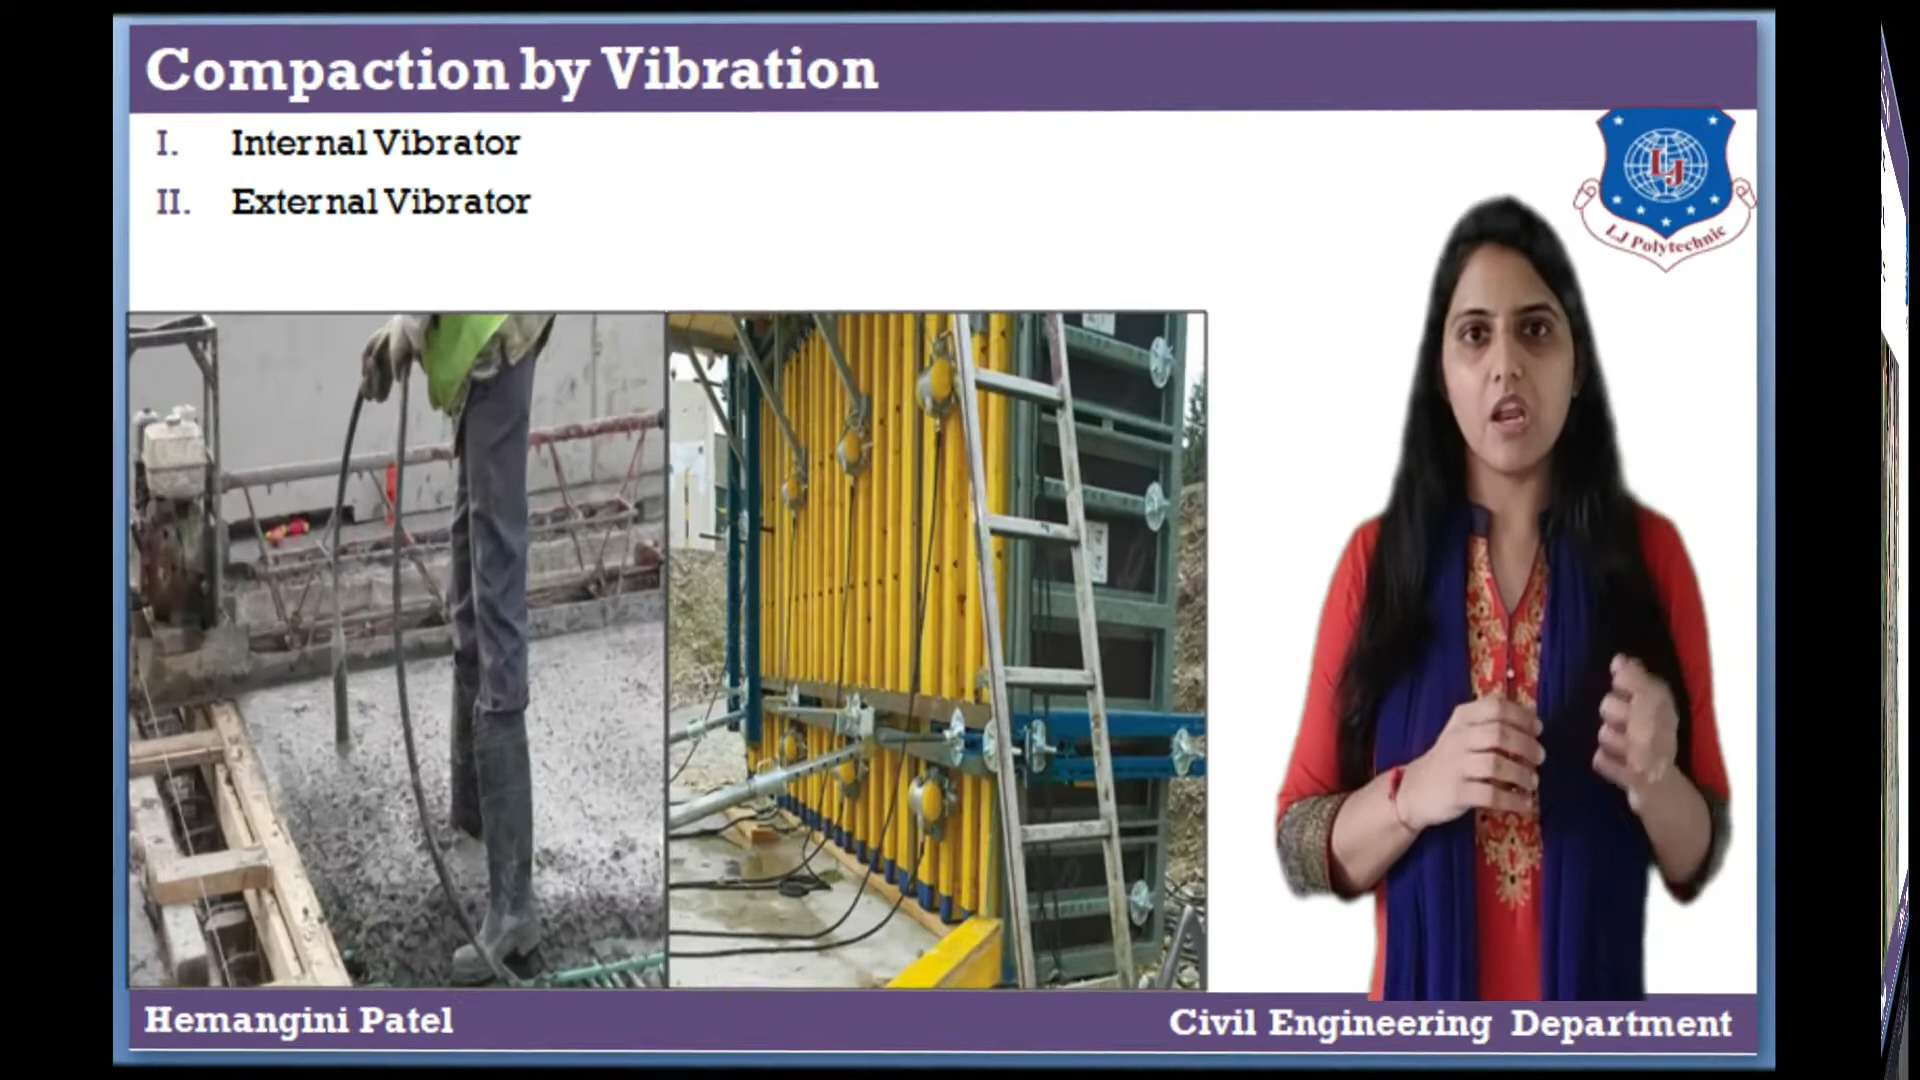 Compaction by Vibration
I. Internal Vibrator
II. External Vibrator
LJ
LJ Polytechnic
Hemangini Patel
Civil Engineering Department